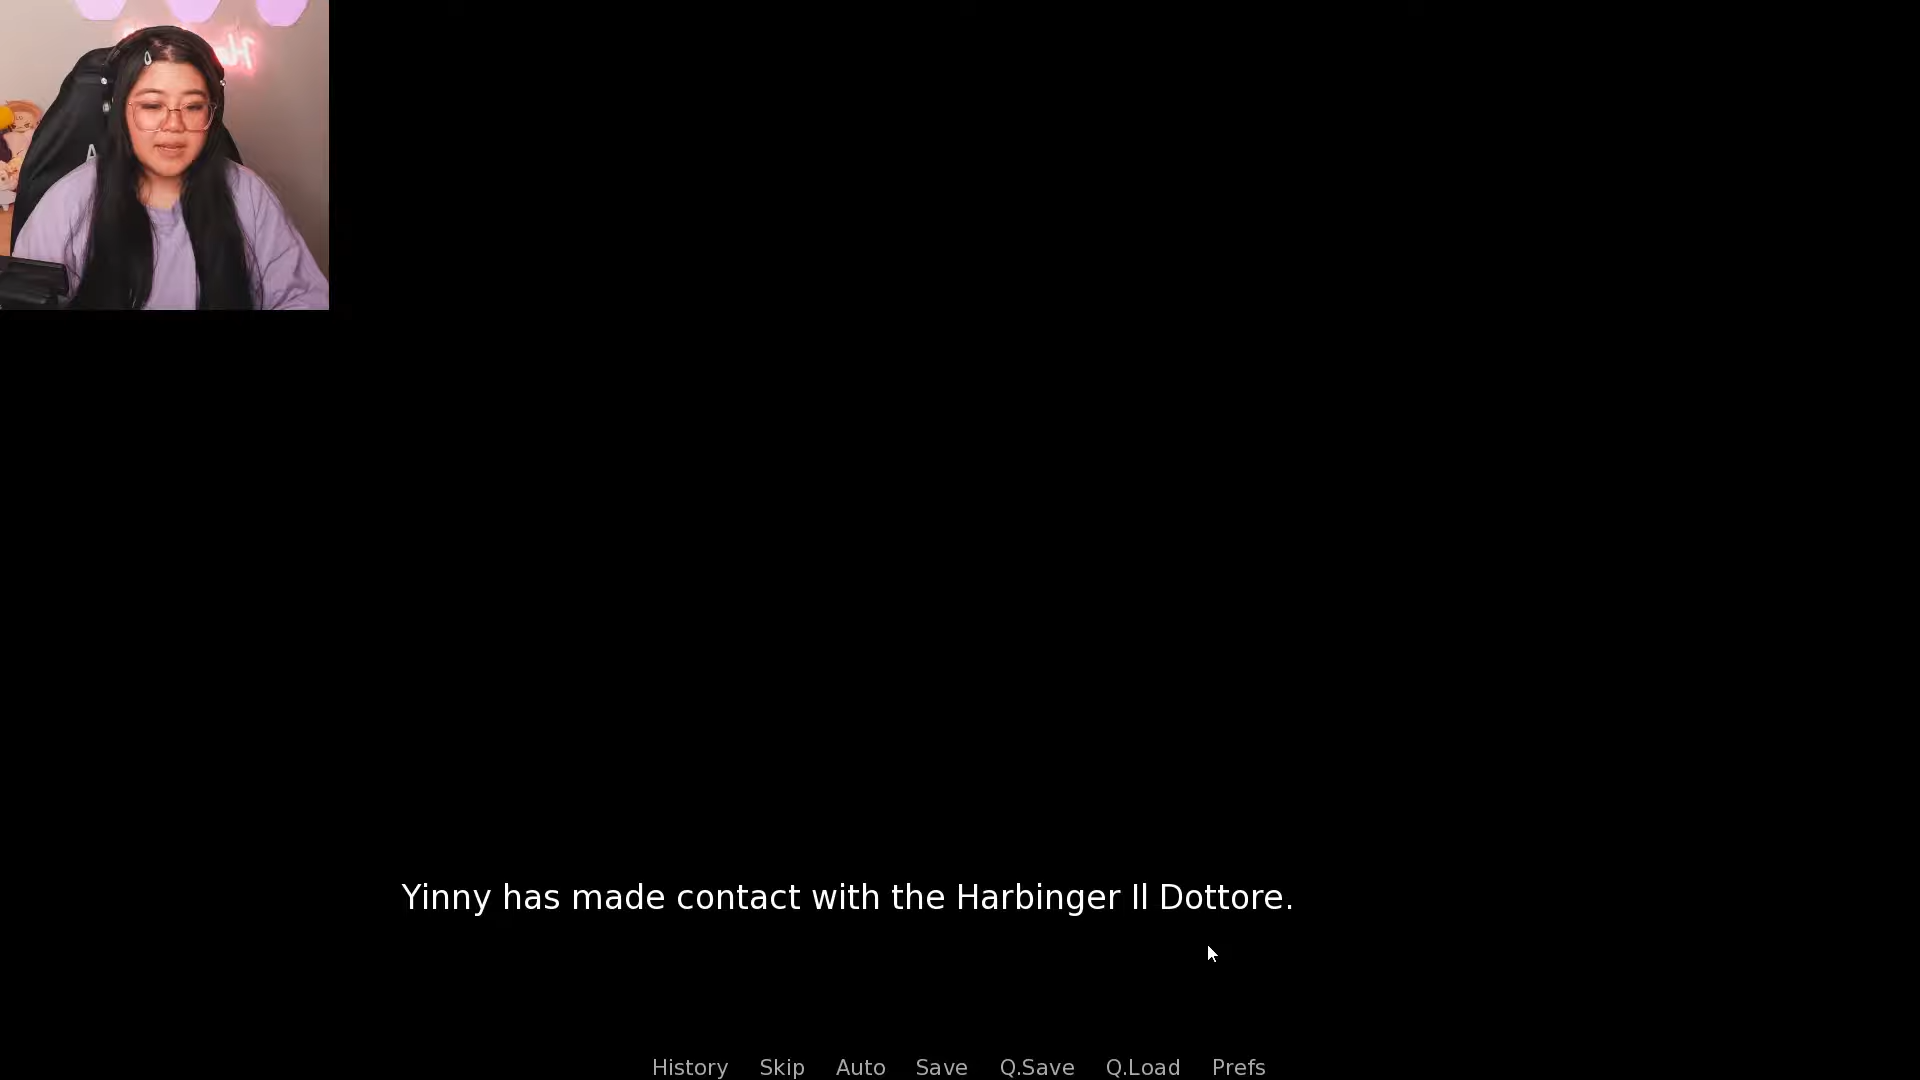 Yinny has made contact with the Harbinger Il Dottore.
History Skip Auto Save Q.Save Q.Load Prefs